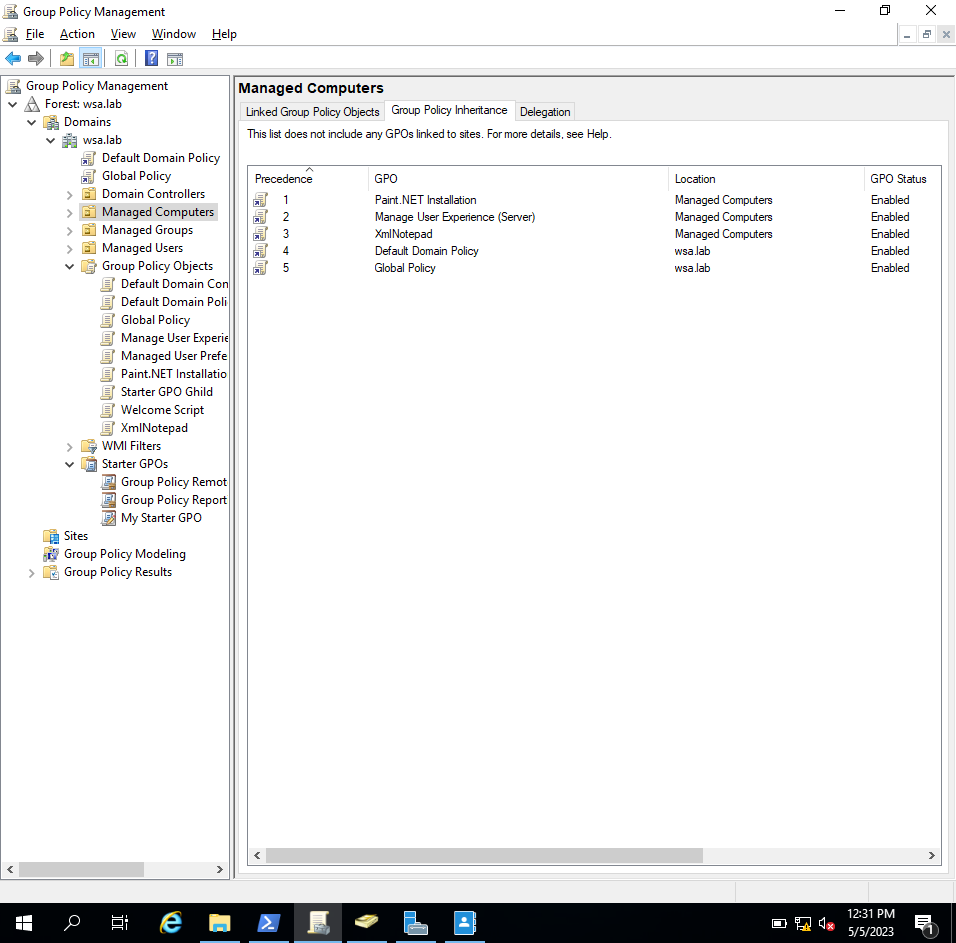 Group Policy Management
File Action View Window Help
Group Policy Management
Forest: wsa.lab
Domains
wsa.lab
Default Domain Policy
Global Policy
Domain Controllers
Managed Computers
Managed Groups
Managed Users
Group Policy Objects
Default Domain Con
Default Domain Poli
Global Policy
Manage User Experie
Managed User Prefe
Paint.NET Installatio
Starter GPO Ghild
Welcome Script
XmlNotepad
WMI Filters
Starter GPOs
Group Policy Remot
Group Policy Report
My Starter GPO
Sites
Group Policy Modeling
Group Policy Results
Managed Computers
Linked Group Policy Objects Group Policy Inheritance Delegation
This list does not include any GPOs linked to sites. For more details, see Help.
Precedence GPO Location GPO Status
1 Paint.NET Installation Managed Computers Enabled
2 Manage User Experience (Server) Managed Computers Enabled
3 XmlNotepad Managed Computers Enabled
4 Default Domain Policy wsa.lab Enabled
5 Global Policy wsa.lab Enabled
12:31 PM
5/5/2023
1